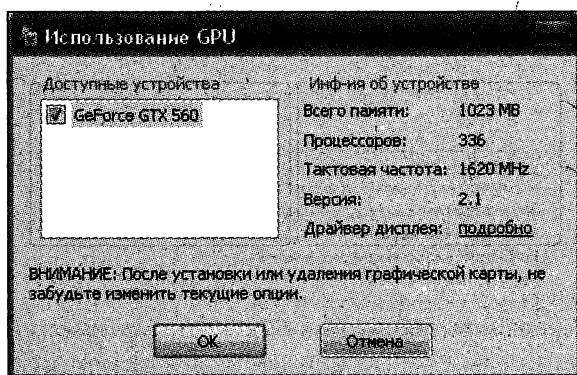 Использование GPU
Доступные устройства
GeForce GTX 560
Инф-ия об устройстве
Всего памяти: 1023 MB
Процессоров: 336
Тактовая частота: 1620 MHz
Версия: 2.1
Драйвер дисплея: подробно
ВНИМАНИЕ: После установки или удаления графической карты, не
забудьте изменить текущие опции.
OK
Отмена